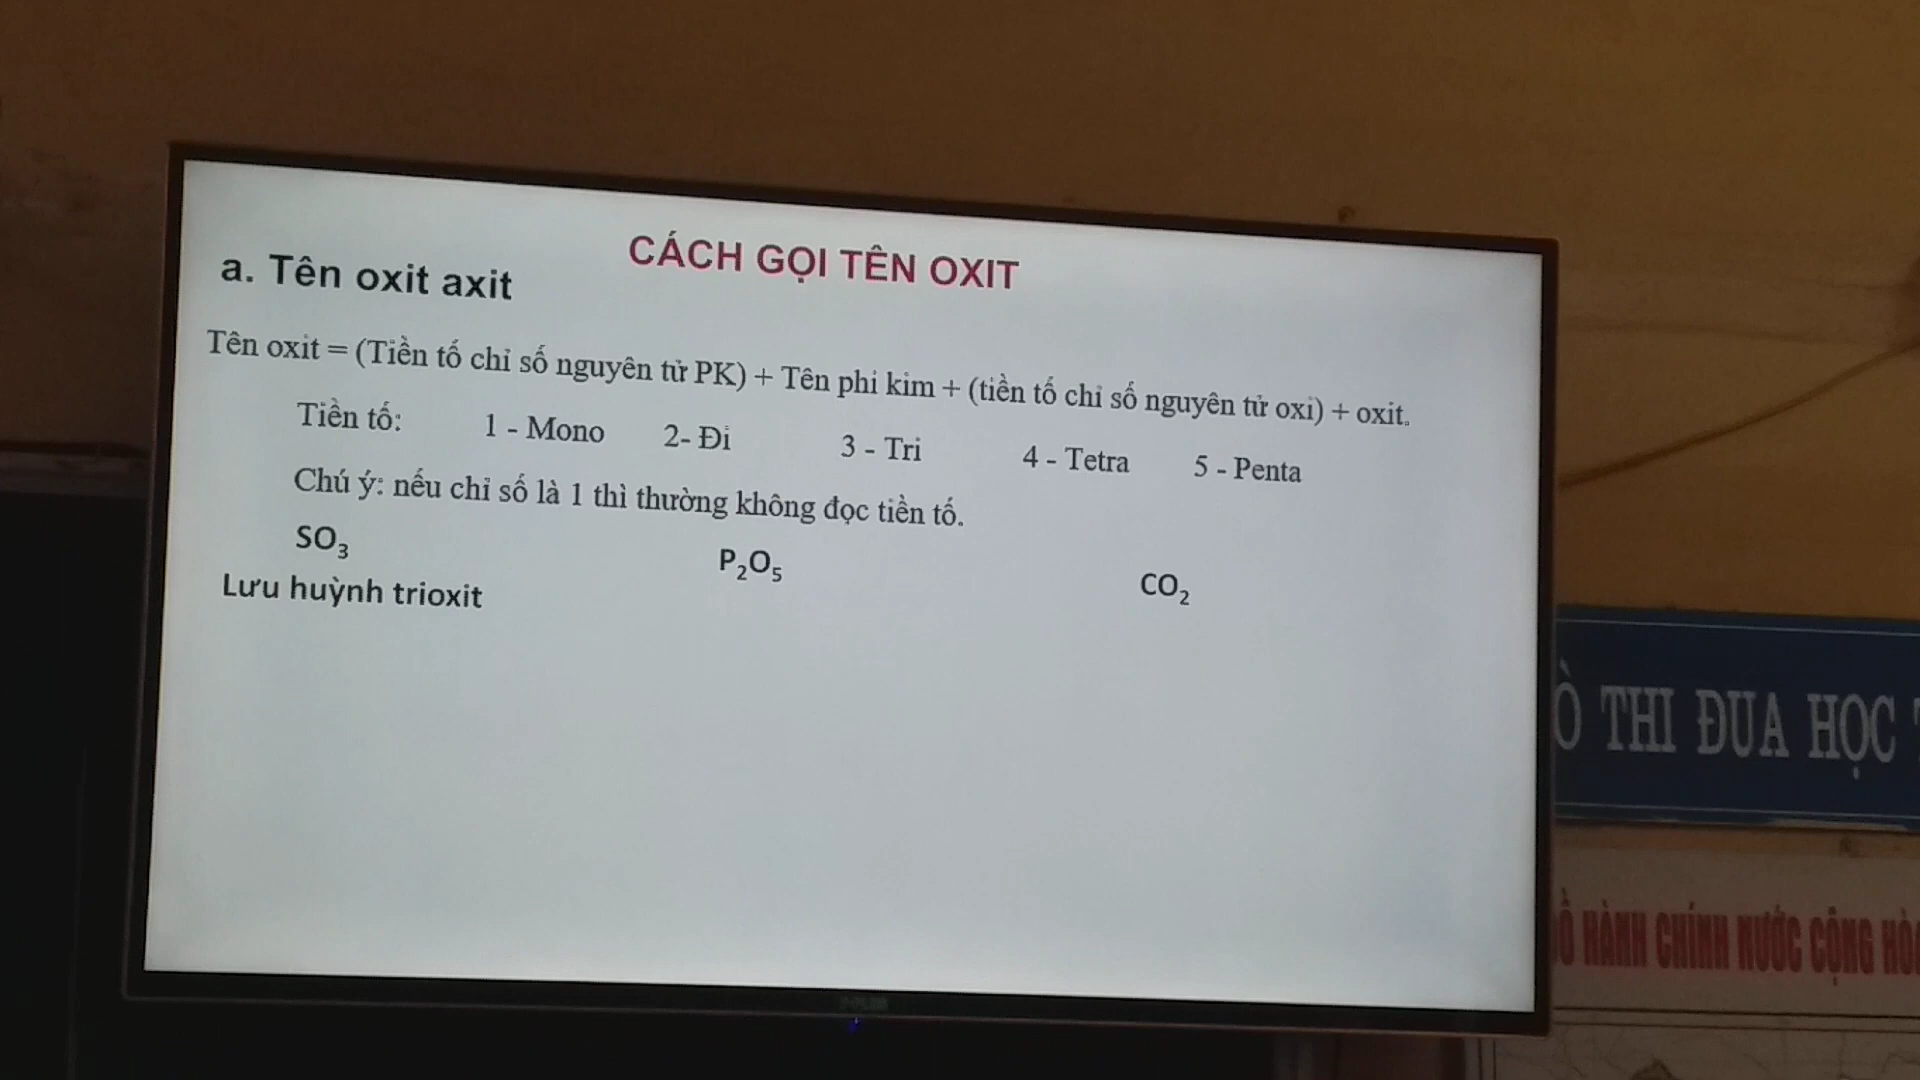 CÁCH GỌI TÊN OXIT
a. Tên oxit axit
Tên oxit = (Tiền tố chỉ số nguyên tử PK) + Tên phi kim + (tiền tố chỉ số nguyên tử oxi) + oxit.
Tiền tố: 1 - Mono 2- Đi 3 - Tri 4 - Tetra 5 - Penta
Chú ý: nếu chỉ số là 1 thì thường không đọc tiền tố.
SO₃ P₂O₅ CO₂
Lưu huỳnh trioxit
THI ĐUA HỌC
HÀNH CHÍNH NƯỚC CỘNG